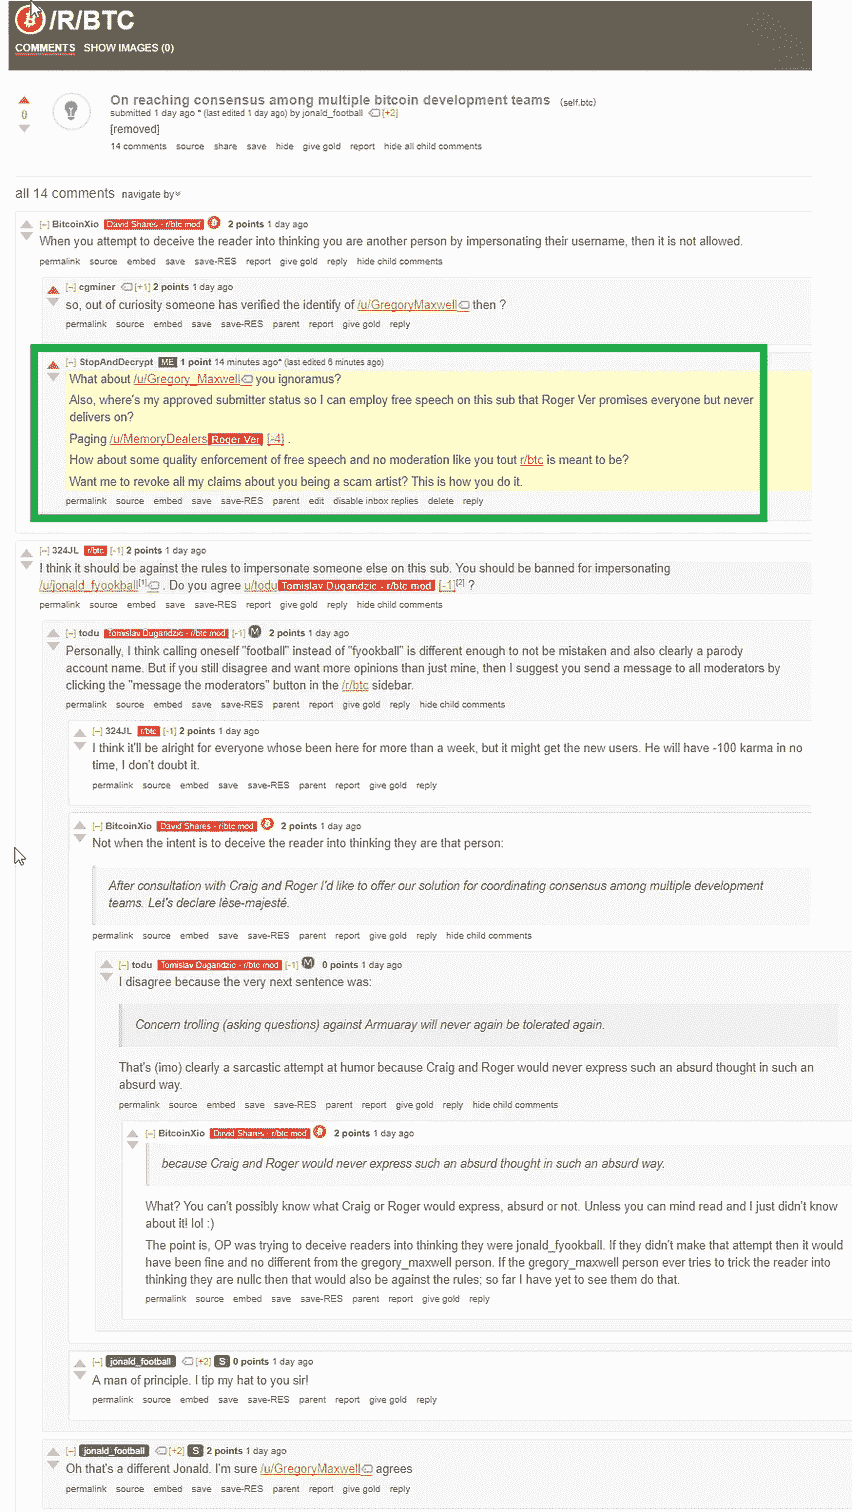 /R/BTC
COMMENTS SHOW IMAGES (0)
On reaching consensus among multiple bitcoin development teams (self.btc)
0
submitted 1 day ago * (last edited 1 day ago) by jonald_football [+2]
[removed]
14 comments source share save hide give gold report hide all child comments
all 14 comments navigate by
[–] BitcoinXio David Shares - r/btc mod 2 points 1 day ago
When you attempt to deceive the reader into thinking you are another person by impersonating their username, then it is not allowed.
permalink source embed save save-RES report give gold reply hide child comments
[–] cgminer [+1] 2 points 1 day ago
so, out of curiosity someone has verified the identify of /u/GregoryMaxwell then ?
permalink source embed save save-RES parent report give gold reply
[–] StopAndDecrypt ME 1 point 14 minutes ago* (last edited 6 minutes ago)
What about /u/Gregory_Maxwell you ignoramus?
Also, where's my approved submitter status so I can employ free speech on this sub that Roger Ver promises everyone but never
delivers on?
Paging /u/MemoryDealers Roger Ver [-4] .
How about some quality enforcement of free speech and no moderation like you tout r/btc is meant to be?
Want me to revoke all my claims about you being a scam artist? This is how you do it.
permalink source embed save save-RES parent edit disable inbox replies delete reply
[–] 324JL r/btc [-1] 2 points 1 day ago
I think it should be against the rules to impersonate someone else on this sub. You should be banned for impersonating
/u/jonald_fyookball[1] . Do you agree u/todu Tomislav Dugandzic - r/btc mod [-1][2] ?
permalink source embed save save-RES report give gold reply hide child comments
[–] todu Tomislav Dugandzic - r/btc mod [-1] M 2 points 1 day ago
Personally, I think calling oneself "football" instead of "fyookball" is different enough to not be mistaken and also clearly a parody
account name. But if you still disagree and want more opinions than just mine, then I suggest you send a message to all moderators by
clicking the "message the moderators" button in the /r/btc sidebar.
permalink source embed save save-RES parent report give gold reply hide child comments
[–] 324JL r/btc [-1] 2 points 1 day ago
I think it'll be alright for everyone whose been here for more than a week, but it might get the new users. He will have -100 karma in no
time, I don't doubt it.
permalink source embed save save-RES parent report give gold reply
[–] BitcoinXio David Shares - r/btc mod 2 points 1 day ago
Not when the intent is to deceive the reader into thinking they are that person:
After consultation with Craig and Roger I'd like to offer our solution for coordinating consensus among multiple development
teams. Let's declare lèse-majesté.
permalink source embed save save-RES parent report give gold reply hide child comments
[–] todu Tomislav Dugandzic - r/btc mod [-1] M 0 points 1 day ago
I disagree because the very next sentence was:
Concern trolling (asking questions) against Armuaray will never again be tolerated again.
That's (imo) clearly a sarcastic attempt at humor because Craig and Roger would never express such an absurd thought in such an
absurd way.
permalink source embed save save-RES parent report give gold reply hide child comments
[–] BitcoinXio David Shares - r/btc mod 2 points 1 day ago
because Craig and Roger would never express such an absurd thought in such an absurd way.
What? You can't possibly know what Craig or Roger would express, absurd or not. Unless you can mind read and I just didn't know
about it! lol :)
The point is, OP was trying to deceive readers into thinking they were jonald_fyookball. If they didn't make that attempt then it would
have been fine and no different from the gregory_maxwell person. If the gregory_maxwell person ever tries to trick the reader into
thinking they are nullc then that would also be against the rules; so far I have yet to see them do that.
permalink source embed save save-RES parent report give gold reply
[–] jonald_football [+2] S 0 points 1 day ago
A man of principle. I tip my hat to you sir!
permalink source embed save save-RES parent report give gold reply
[–] jonald_football [+2] S 2 points 1 day ago
Oh that's a different Jonald. I'm sure /u/GregoryMaxwell agrees
permalink source embed save save-RES parent report give gold reply